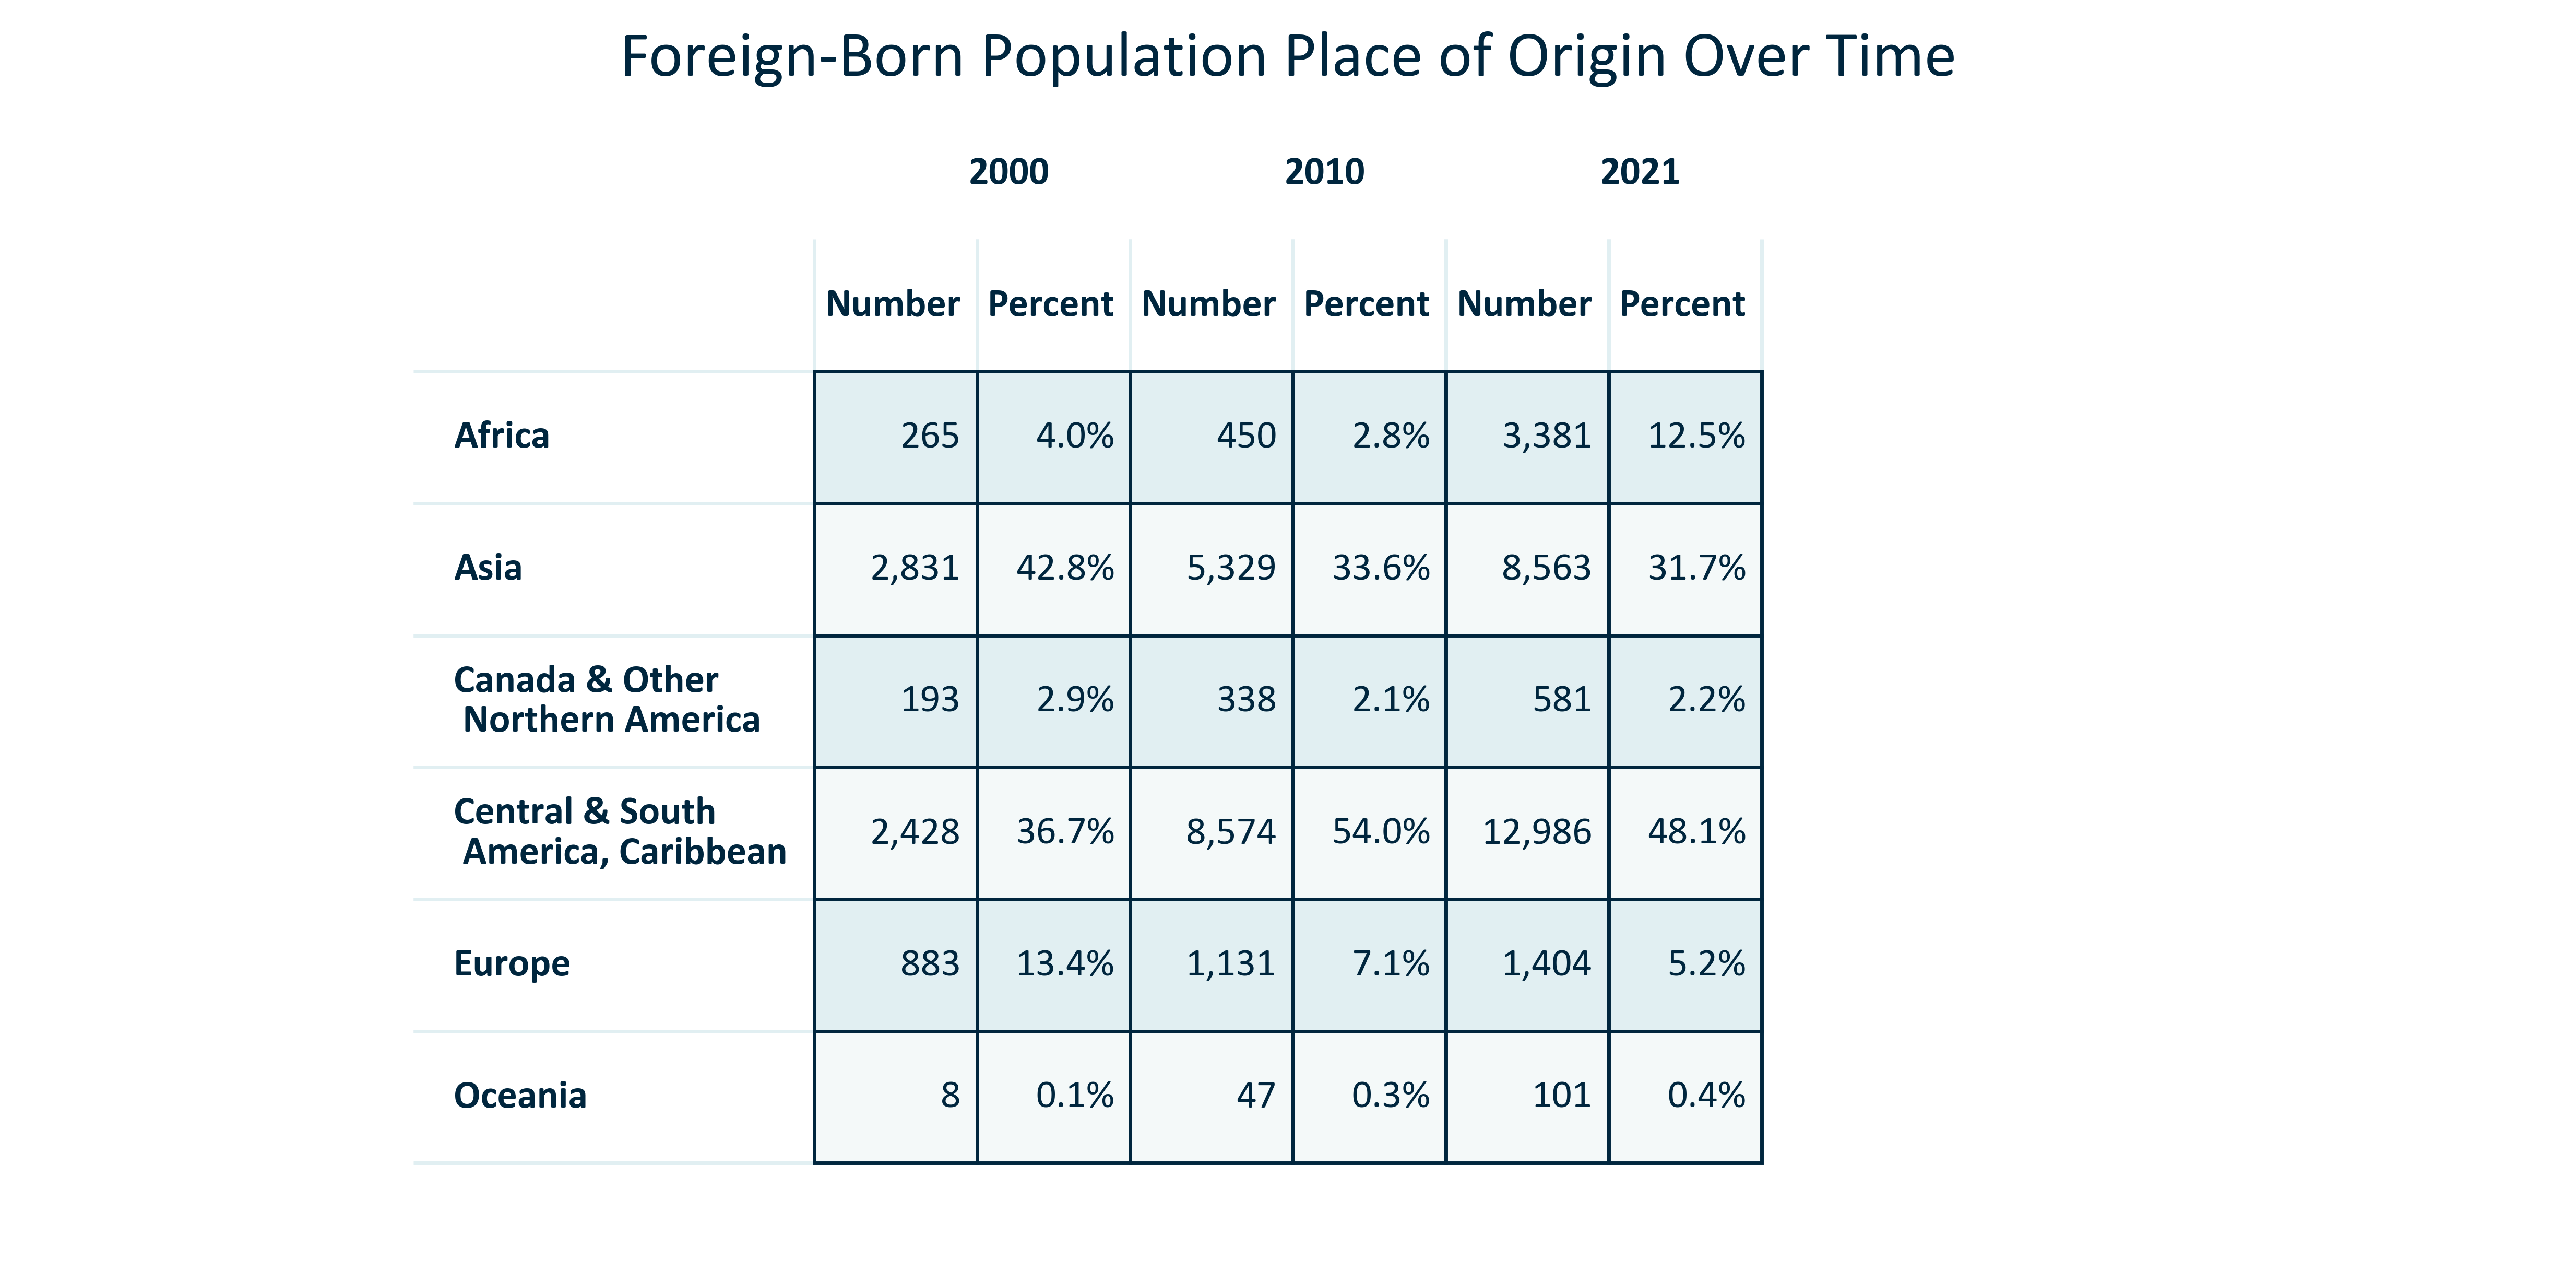 Foreign-Born Population Place of Origin Over Time
2000 2010 2021
Number Percent Number Percent Number Percent
Africa 265 4.0% 450 2.8% 3,381 12.5%
Asia 2,831 42.8% 5,329 33.6% 8,563 31.7%
Canada & Other
Northern America 193 2.9% 338 2.1% 581 2.2%
Central & South
America, Caribbean 2,428 36.7% 8,574 54.0% 12,986 48.1%
Europe 883 13.4% 1,131 7.1% 1,404 5.2%
Oceania 8 0.1% 47 0.3% 101 0.4%